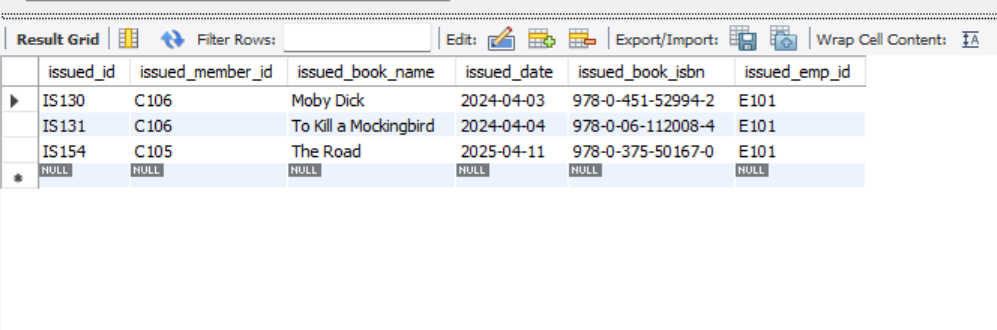 Result Grid Filter Rows: Edit: Export/Import: Wrap Cell Content: IA
issued_id issued_member_id issued_book_name issued_date issued_book_isbn issued_emp_id
IS130 C106 Moby Dick 2024-04-03 978-0-451-52994-2 E101
IS131 C106 To Kill a Mockingbird 2024-04-04 978-0-06-112008-4 E101
IS154 C105 The Road 2025-04-11 978-0-375-50167-0 E101
NULL NULL NULL NULL NULL NULL